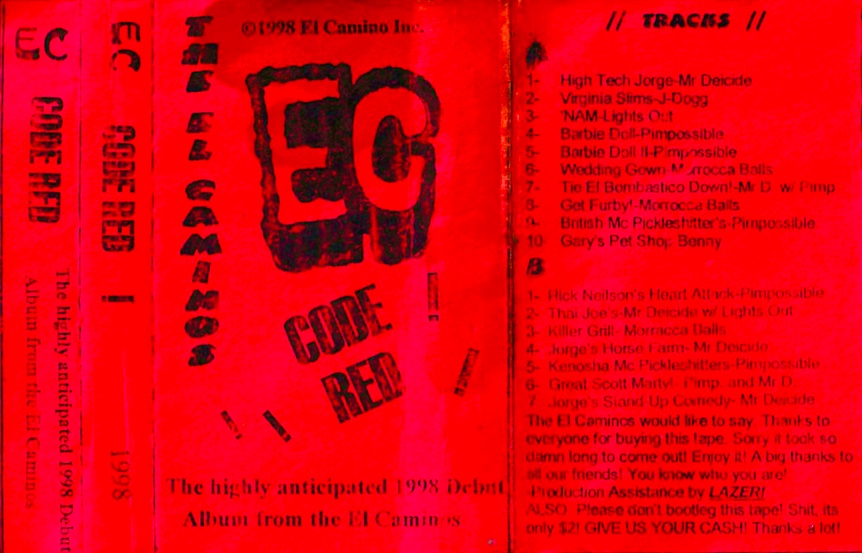 EC
CODE RED
The highly anticipated 1998 Debut
Album from the El Caminos
EC
CODE RED !
1998
THE EL CAMINOS
©1998 El Camino Inc.
EC
CODE
RED
! ! ! !
The highly anticipated 1998 Debut
Album from the El Caminos
// TRACKS //
A
1- High Tech Jorge-Mr Deicide
2- Virginia Slims-J-Dogg
3- 'NAM-Lights Out
4- Barbie Doll-Pimpossible
5- Barbie Doll II-Pimpossible
6- Wedding Gown-Morrocca Balls
7- Tie El Bombastico Down!-Mr D. w/ Pimp
8- Get Furby!-Morrocca Balls
9- British Mc Pickleshitter's-Pimpossible
10- Gary's Pet Shop Benny
B
1- Rick Neilson's Heart Attack-Pimpossible
2- Thai Joe's-Mr Deicide w/ Lights Out
3- Killer Grill- Morracca Balls
4- Jorge's Horse Farm- Mr Deicide
5- Kenosha Mc Pickleshitters-Pimpossible
6- Great Scott Marty!- Pimp. and Mr D.
7- Jorge's Stand Up Comedy- Mr Deicide
The El Caminos would like to say: Thanks to
everyone for buying this tape. Sorry it took so
damn long to come out! Enjoy it! A big thanks to
all our friends! You know who you are!
-Production Assistance by LAZER!
ALSO: Please don't bootleg this tape! Shit, its
only $2! GIVE US YOUR CASH! Thanks a lot!